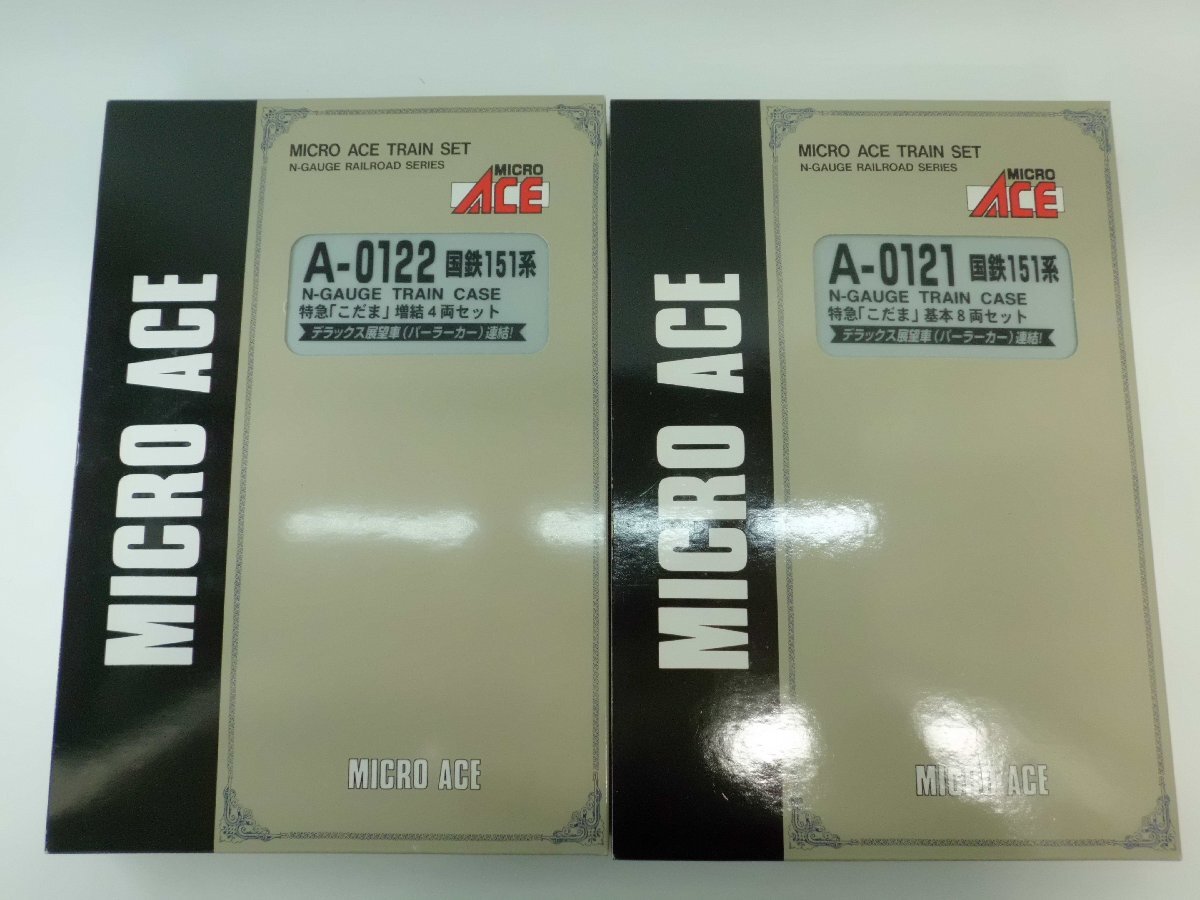 MICRO ACE
MICRO ACE TRAIN SET
N-GAUGE RAILROAD SERIES
MICRO
ACE
A-0122 国鉄151系
N-GAUGE TRAIN CASE
特急「こだま」増結4両セット
デラックス展望車(パーラーカー)連結!
MICRO ACE
MICRO ACE
MICRO ACE TRAIN SET
N-GAUGE RAILROAD SERIES
MICRO
ACE
A-0121 国鉄151系
N-GAUGE TRAIN CASE
特急「こだま」基本8両セット
デラックス展望車(パーラーカー)連結!
MICRO ACE